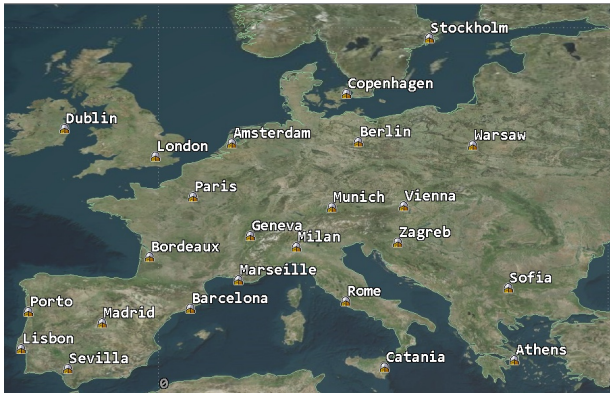 Stockholm
Copenhagen
Dublin
Amsterdam
Berlin
Warsaw
London
Paris
Munich
Vienna
Geneva
Milan
Zagreb
Bordeaux
Marseille
Sofia
Porto
Madrid
Barcelona
Rome
Lisbon
Sevilla
Catania
Athens
0